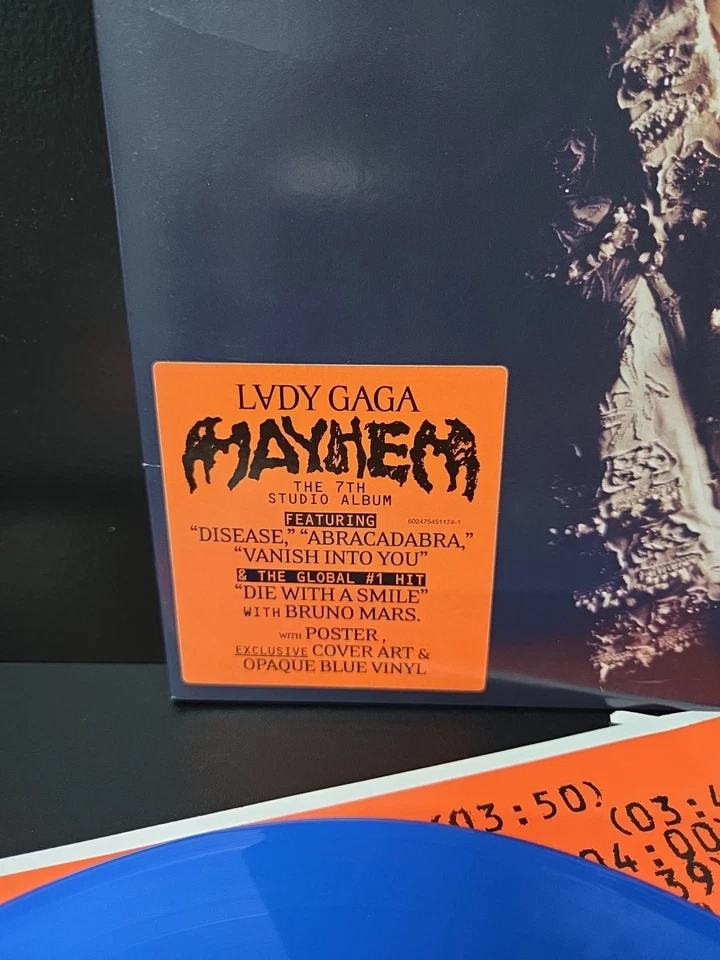 L∀DY GAGA
MAYHEM
THE 7TH
STUDIO ALBUM
FEATURING 602475451174-1
“DISEASE,” “ABRACADABRA,”
“VANISH INTO YOU”
& THE GLOBAL #1 HIT
“DIE WITH A SMILE”
WITH BRUNO MARS.
WITH POSTER,
EXCLUSIVE COVER ART &
OPAQUE BLUE VINYL
(03:50)